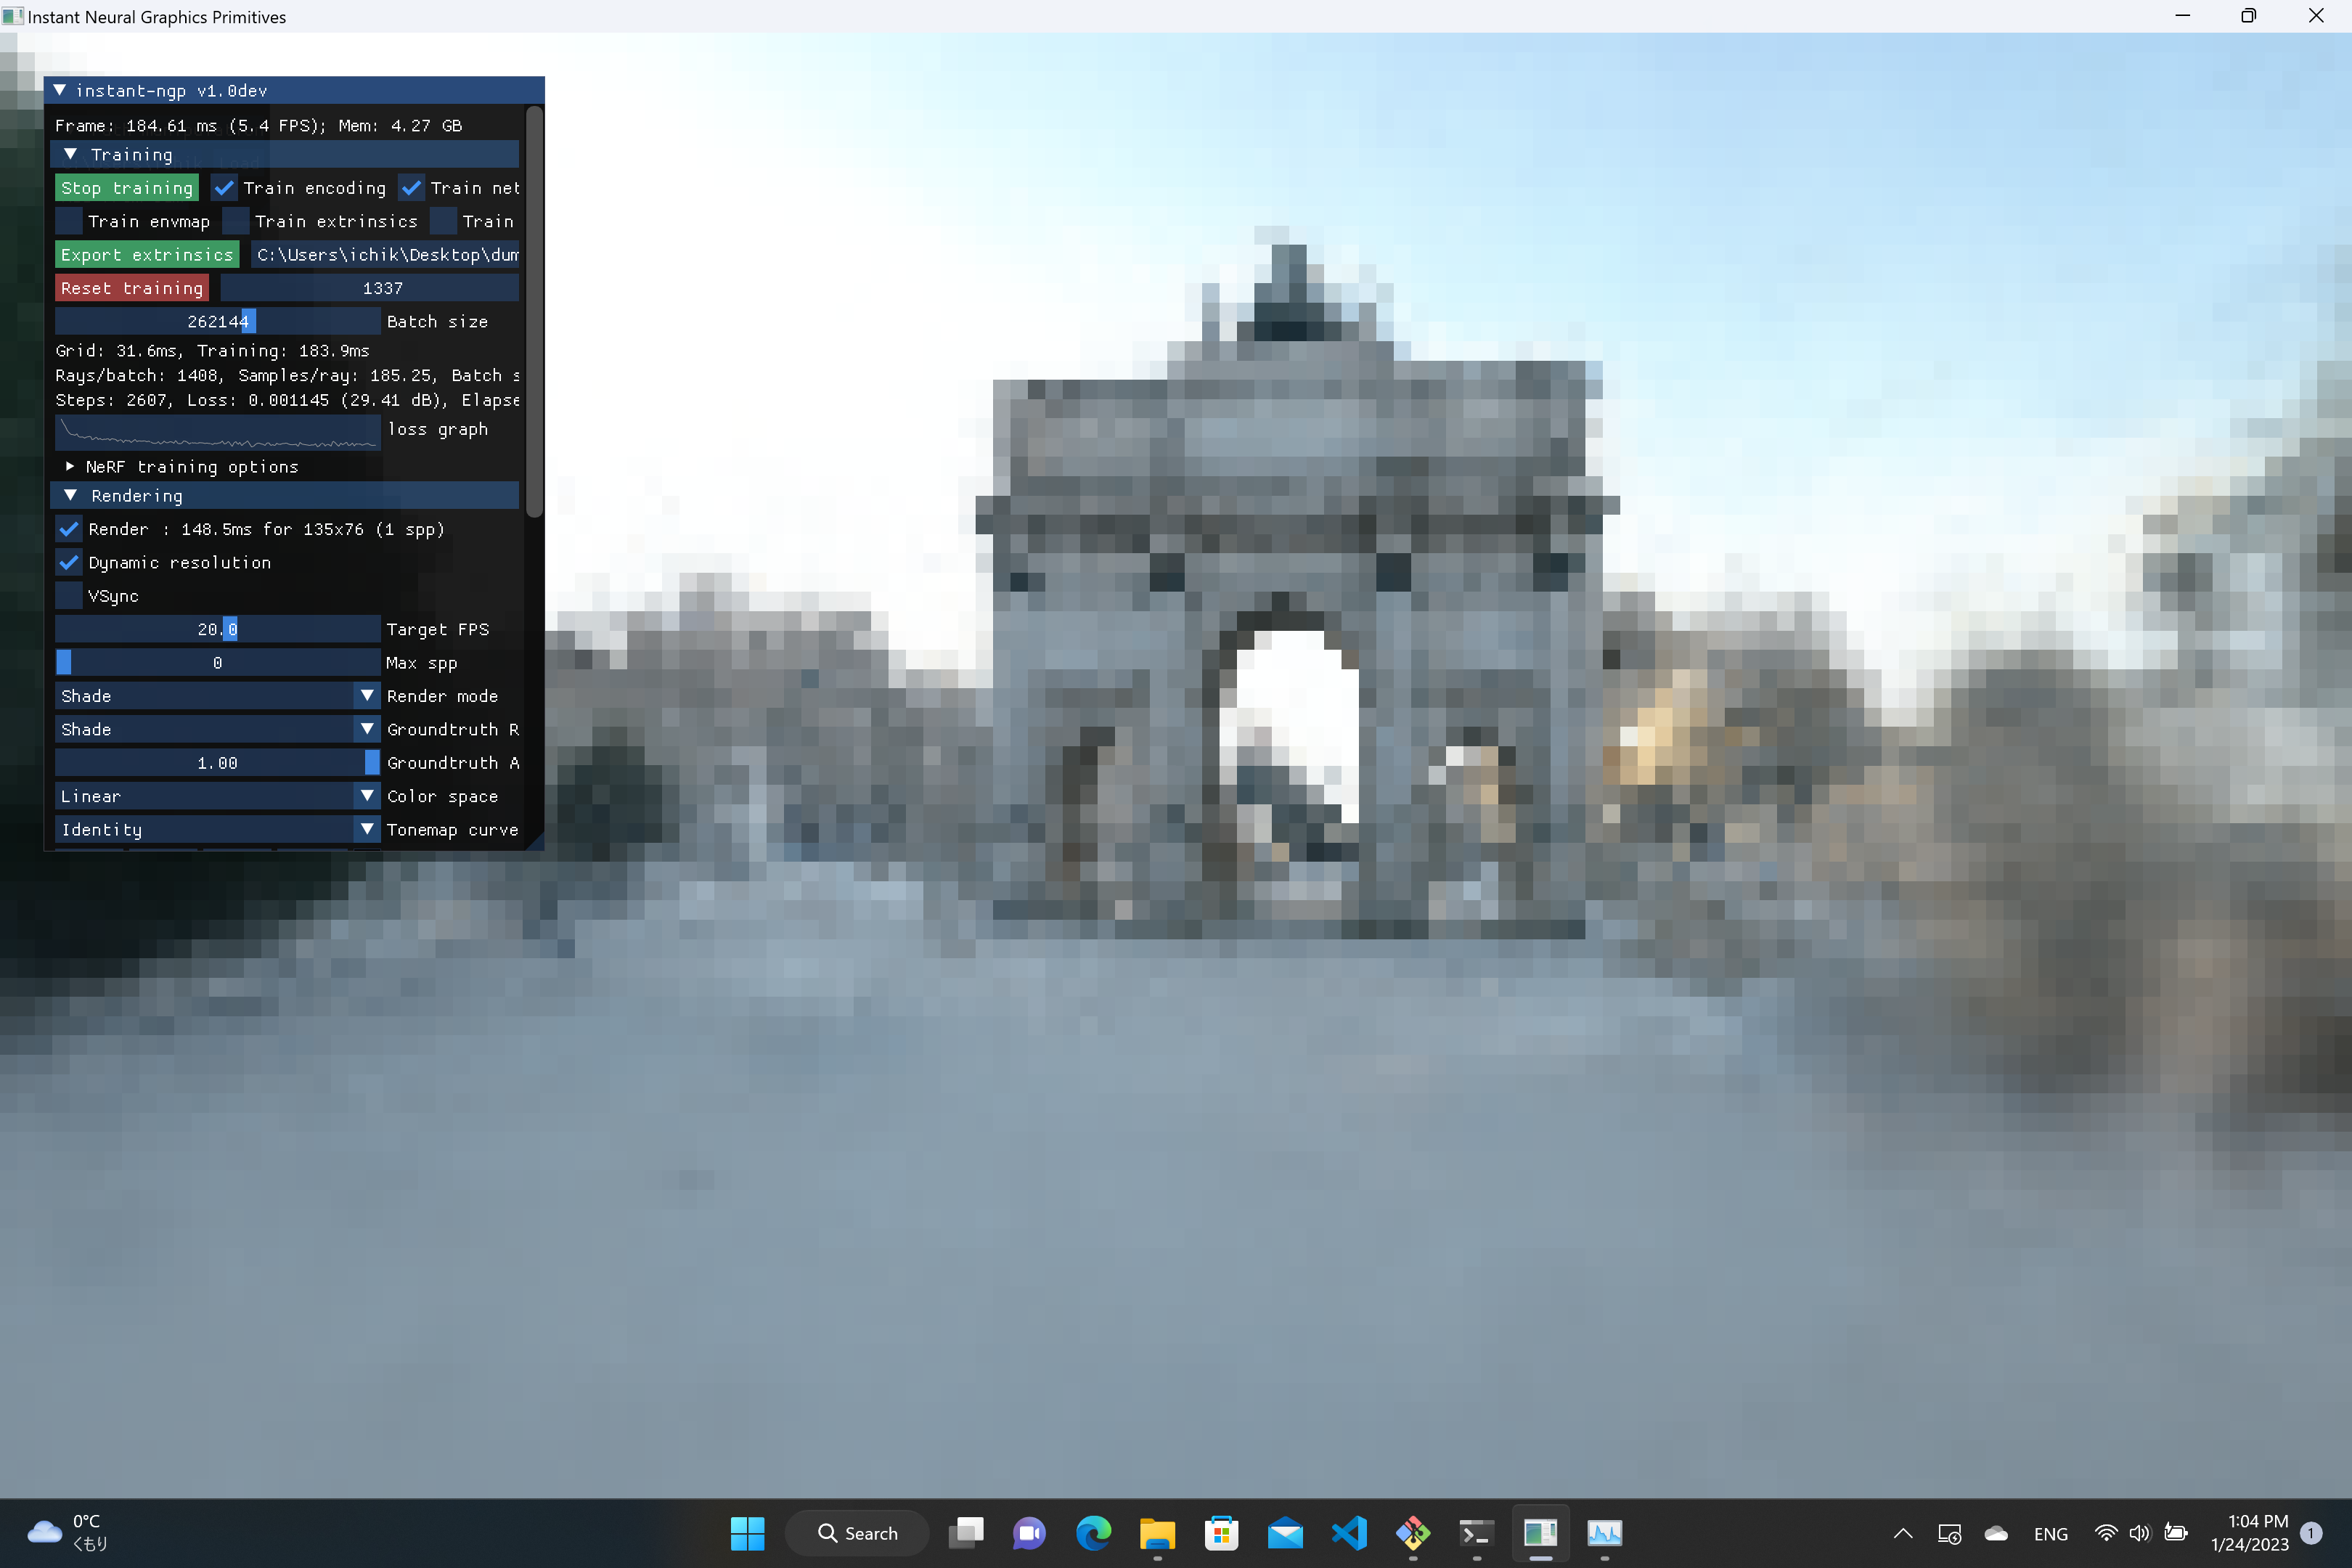 Instant Neural Graphics Primitives
instant-ngp v1.0dev
Frame: 184.61 ms (5.4 FPS); Mem: 4.27 GB
Training
Stop training Train encoding Train net
Train envmap Train extrinsics Train
Export extrinsics C:\Users\ichik\Desktop\dum
Reset training 1337
262144 Batch size
Grid: 31.6ms, Training: 183.9ms
Rays/batch: 1408, Samples/ray: 185.25, Batch s
Steps: 2607, Loss: 0.001145 (29.41 dB), Elapse
loss graph
NeRF training options
Rendering
Render : 148.5ms for 135x76 (1 spp)
Dynamic resolution
VSync
20.0 Target FPS
0 Max spp
Shade Render mode
Shade Groundtruth R
1.00 Groundtruth A
Linear Color space
Identity Tonemap curve
0°C
くもり
Search
ENG
1:04 PM
1/24/2023
1